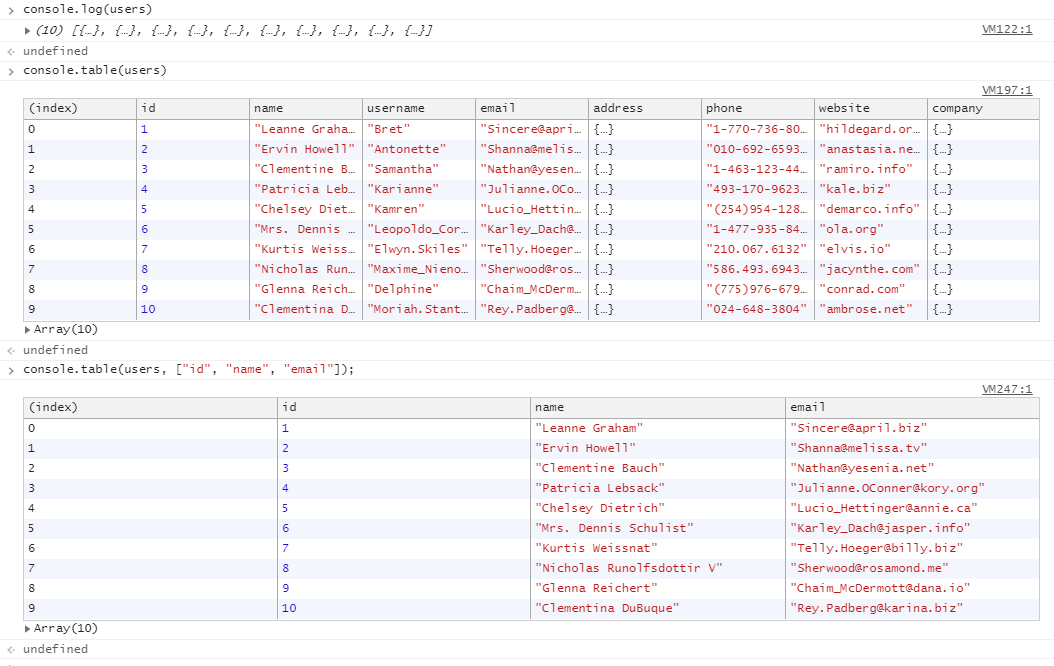 console.log(users)
(10) [{…}, {…}, {…}, {…}, {…}, {…}, {…}, {…}, {…}, {…}] VM122:1
undefined
console.table(users)
VM197:1
(index) id name username email address phone website company
0 1 "Leanne Graha… "Bret" "Sincere@apri… {…} "1-770-736-80… "hildegard.or… {…}
1 2 "Ervin Howell" "Antonette" "Shanna@melis… {…} "010-692-6593… "anastasia.ne… {…}
2 3 "Clementine B… "Samantha" "Nathan@yesen… {…} "1-463-123-44… "ramiro.info" {…}
3 4 "Patricia Leb… "Karianne" "Julianne.OCo… {…} "493-170-9623… "kale.biz" {…}
4 5 "Chelsey Diet… "Kamren" "Lucio_Hettin… {…} "(254)954-128… "demarco.info" {…}
5 6 "Mrs. Dennis … "Leopoldo_Cor… "Karley_Dach@… {…} "1-477-935-84… "ola.org" {…}
6 7 "Kurtis Weiss… "Elwyn.Skiles" "Telly.Hoeger… {…} "210.067.6132" "elvis.io" {…}
7 8 "Nicholas Run… "Maxime_Nieno… "Sherwood@ros… {…} "586.493.6943… "jacynthe.com" {…}
8 9 "Glenna Reich… "Delphine" "Chaim_McDerm… {…} "(775)976-679… "conrad.com" {…}
9 10 "Clementina D… "Moriah.Stant… "Rey.Padberg@… {…} "024-648-3804" "ambrose.net" {…}
Array(10)
undefined
console.table(users, ["id", "name", "email"]);
VM247:1
(index) id name email
0 1 "Leanne Graham" "Sincere@april.biz"
1 2 "Ervin Howell" "Shanna@melissa.tv"
2 3 "Clementine Bauch" "Nathan@yesenia.net"
3 4 "Patricia Lebsack" "Julianne.OConner@kory.org"
4 5 "Chelsey Dietrich" "Lucio_Hettinger@annie.ca"
5 6 "Mrs. Dennis Schulist" "Karley_Dach@jasper.info"
6 7 "Kurtis Weissnat" "Telly.Hoeger@billy.biz"
7 8 "Nicholas Runolfsdottir V" "Sherwood@rosamond.me"
8 9 "Glenna Reichert" "Chaim_McDermott@dana.io"
9 10 "Clementina DuBuque" "Rey.Padberg@karina.biz"
Array(10)
undefined